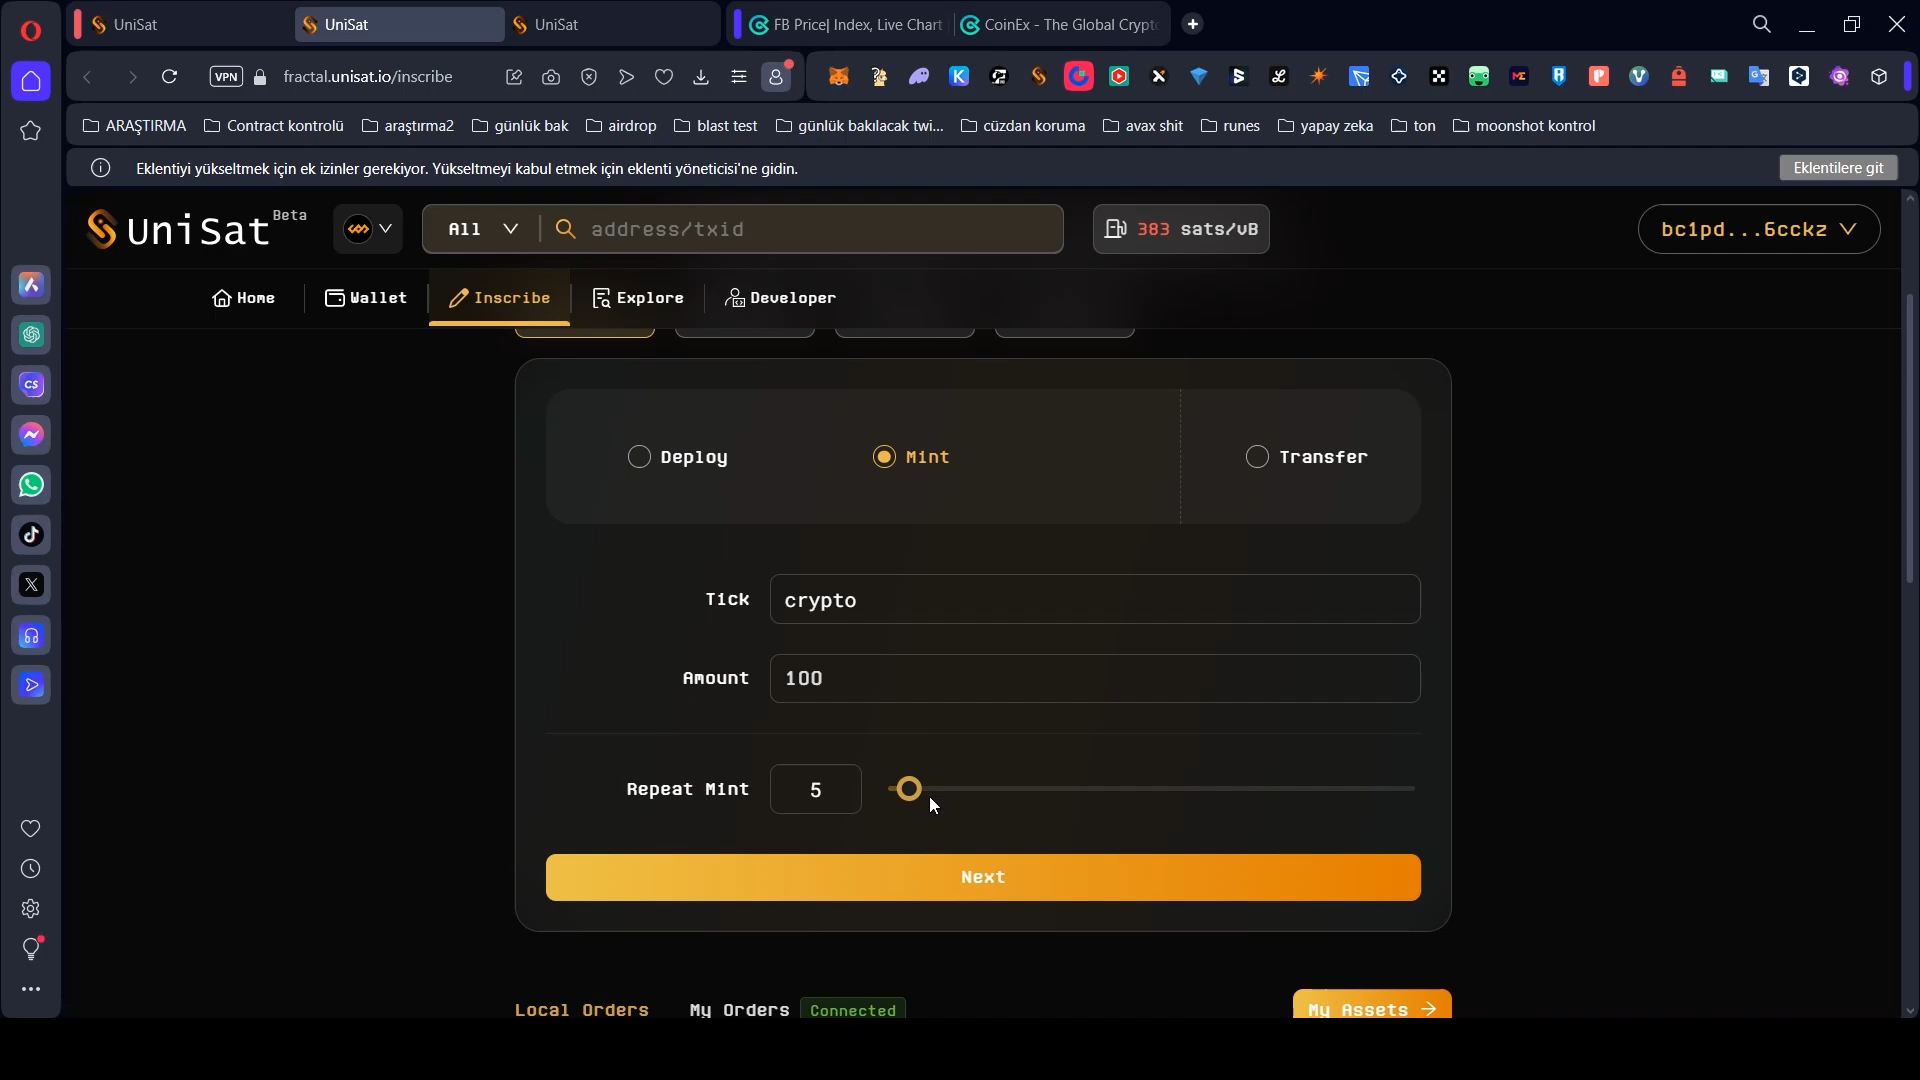 UniSat
UniSat
UniSat
FB Price| Index, Live Chart
CoinEx - The Global Crypto
VPN
fractal.unisat.io/inscribe
ARAŞTIRMA
Contract kontrolü
araştırma2
günlük bak
airdrop
blast test
günlük bakılacak twi...
cüzdan koruma
avax shit
runes
yapay zeka
ton
moonshot kontrol
Eklentiyi yükseltmek için ek izinler gerekiyor. Yükseltmeyi kabul etmek için eklenti yöneticisi'ne gidin.
Eklentilere git
UniSat Beta
All
address/txid
383 sats/vB
bc1pd...6cckz
Home
Wallet
Inscribe
Explore
Developer
Deploy
Mint
Transfer
Tick
crypto
Amount
100
Repeat Mint
5
Next
Local Orders
My Orders
Connected
My Assets →
CS